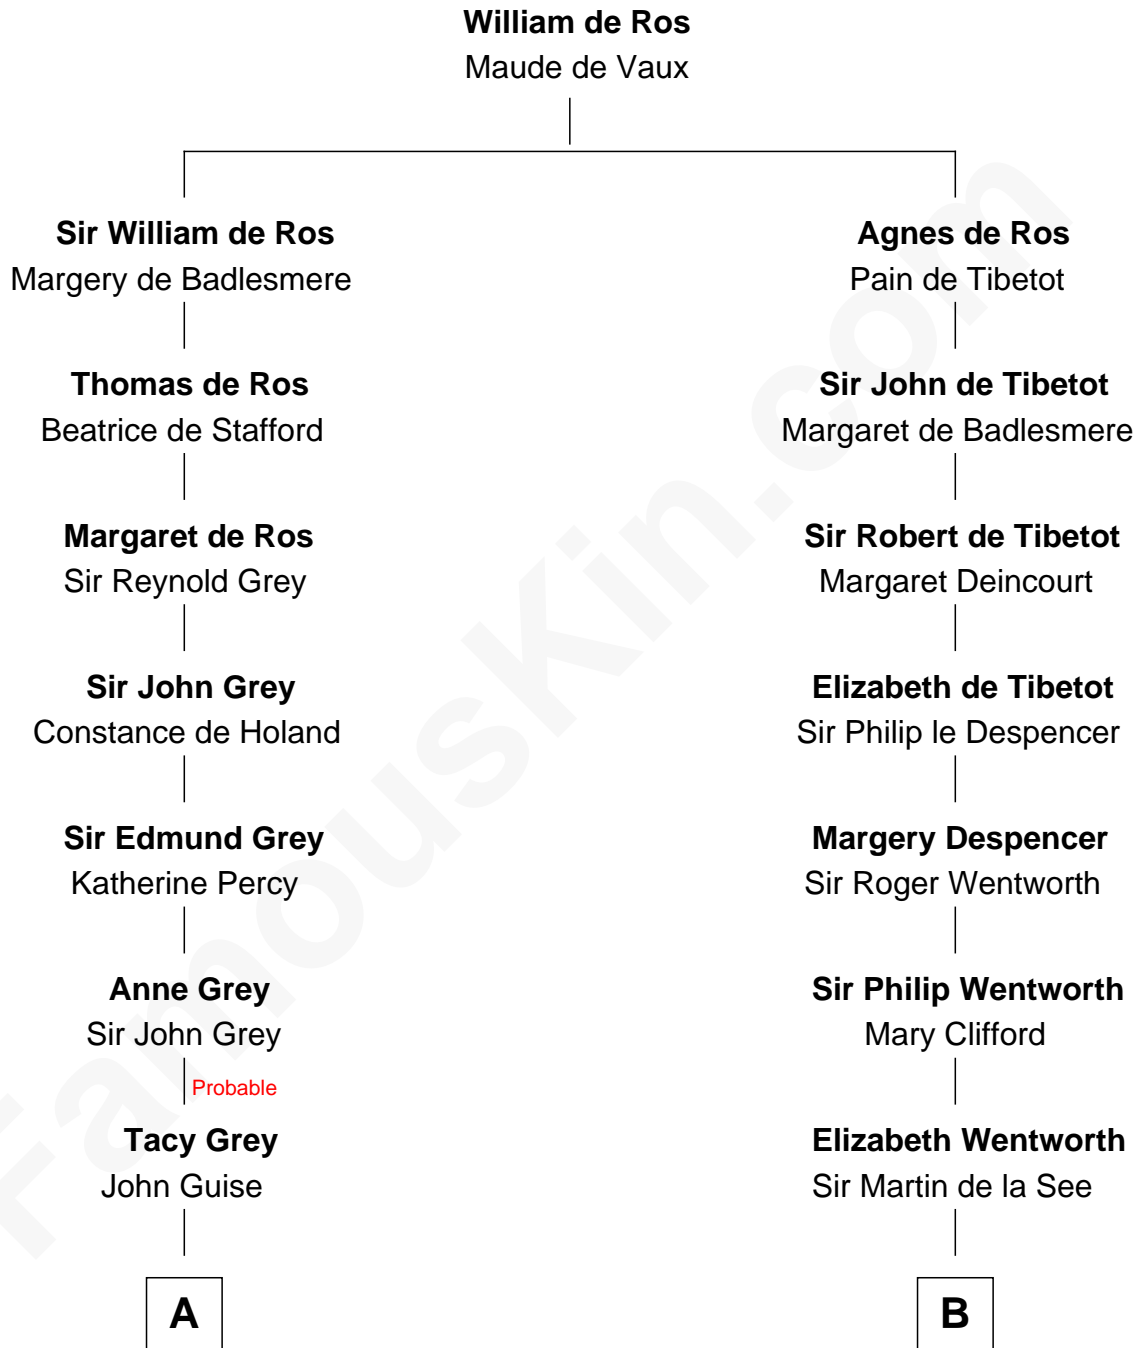 William de Ros
Maude de Vaux
Sir William de Ros
Margery de Badlesmere
Thomas de Ros
Beatrice de Stafford
Margaret de Ros
Sir Reynold Grey
Sir John Grey
Constance de Holand
Sir Edmund Grey
Katherine Percy
Anne Grey
Sir John Grey
Probable
Tacy Grey
John Guise
A
Agnes de Ros
Pain de Tibetot
Sir John de Tibetot
Margaret de Badlesmere
Sir Robert de Tibetot
Margaret Deincourt
Elizabeth de Tibetot
Sir Philip le Despencer
Margery Despencer
Sir Roger Wentworth
Sir Philip Wentworth
Mary Clifford
Elizabeth Wentworth
Sir Martin de la See
B
FamousKin.com